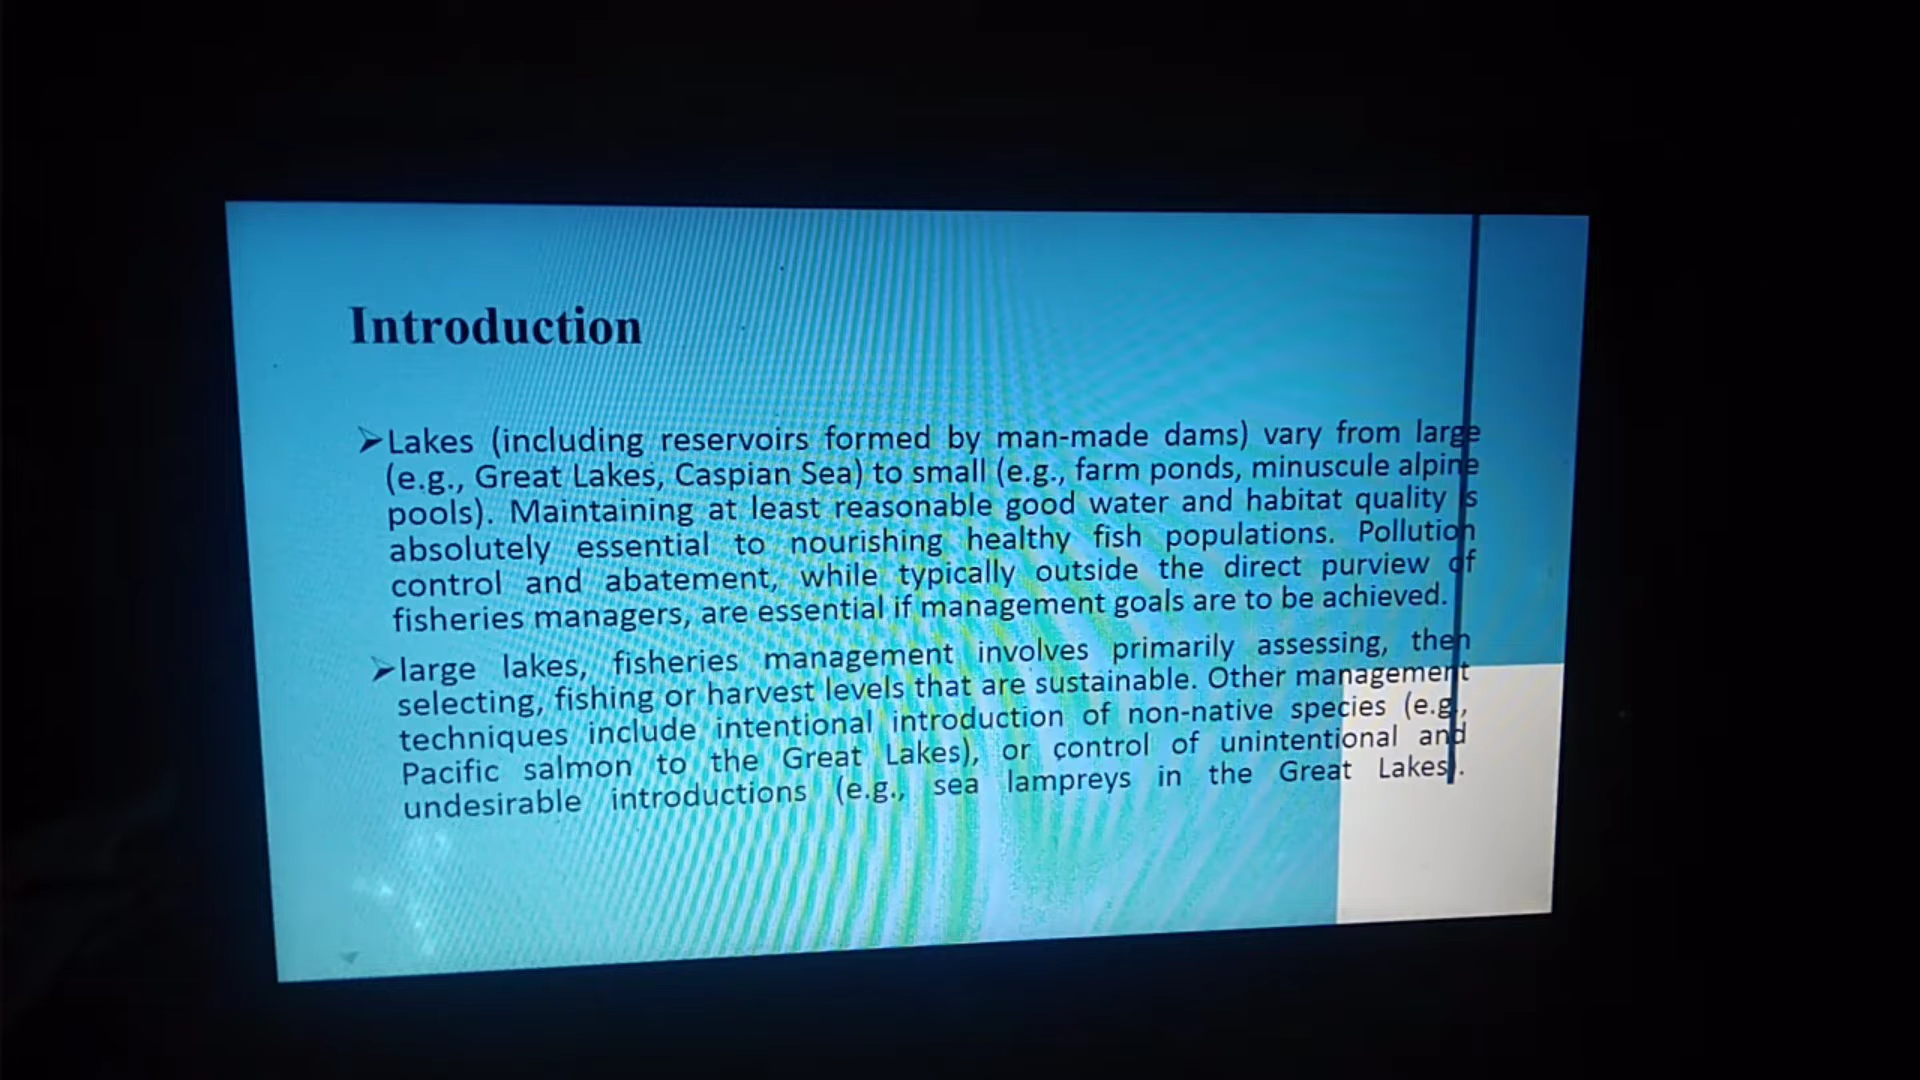 Introduction
➢Lakes (including reservoirs formed by man-made dams) vary from large
(e.g., Great Lakes, Caspian Sea) to small (e.g., farm ponds, minuscule alpine
pools). Maintaining at least reasonable good water and habitat quality is
absolutely essential to nourishing healthy fish populations. Pollution
control and abatement, while typically outside the direct purview of
fisheries managers, are essential if management goals are to be achieved.
➢large lakes, fisheries management involves primarily assessing, then
selecting, fishing or harvest levels that are sustainable. Other management
techniques include intentional introduction of non-native species (e.g.,
Pacific salmon to the Great Lakes), or control of unintentional and
undesirable introductions (e.g., sea lampreys in the Great Lakes).